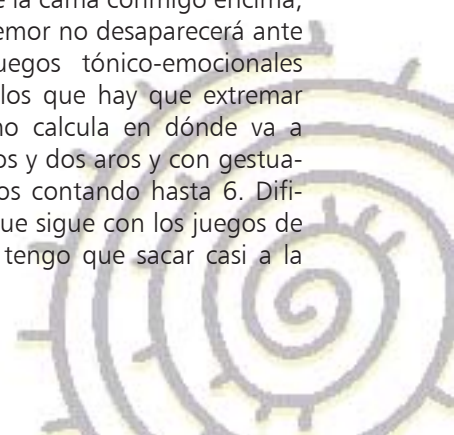 e la cama conmigo encima,
emor no desaparecerá ante
uegos tónico-emocionales
los que hay que extremar
no calcula en dónde va a
os y dos aros y con gestua-
os contando hasta 6. Difi-
ue sigue con los juegos de
tengo que sacar casi a la